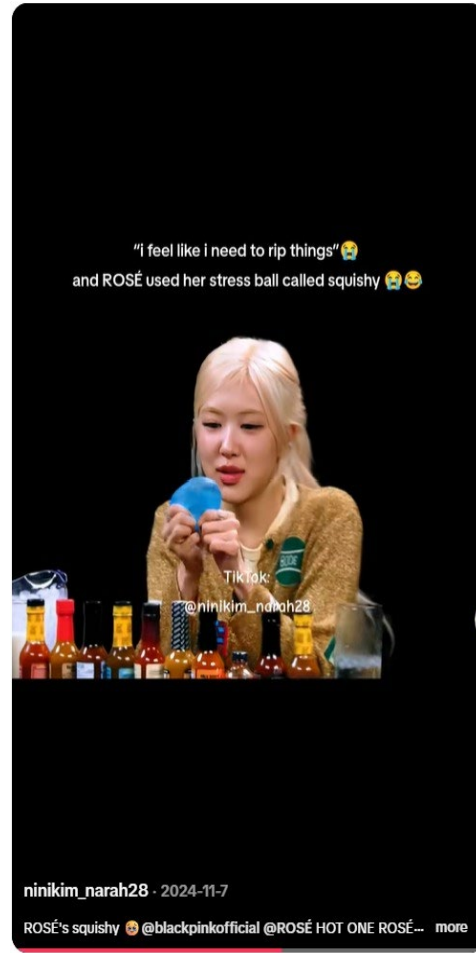 “i feel like i need to rip things”😭
and ROSÉ used her stress ball called squishy 😭😂
BODE
TikTok:
@ninikim_narah28
ninikim_narah28 · 2024-11-7
ROSÉ's squishy 🥹@blackpinkofficial @ROSÉ HOT ONE ROSÉ... more